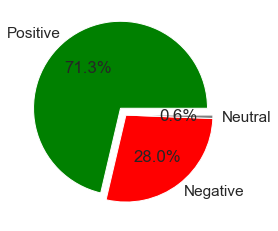 Positive
71.3%
0.6%
Neutral
28.0%
Negative